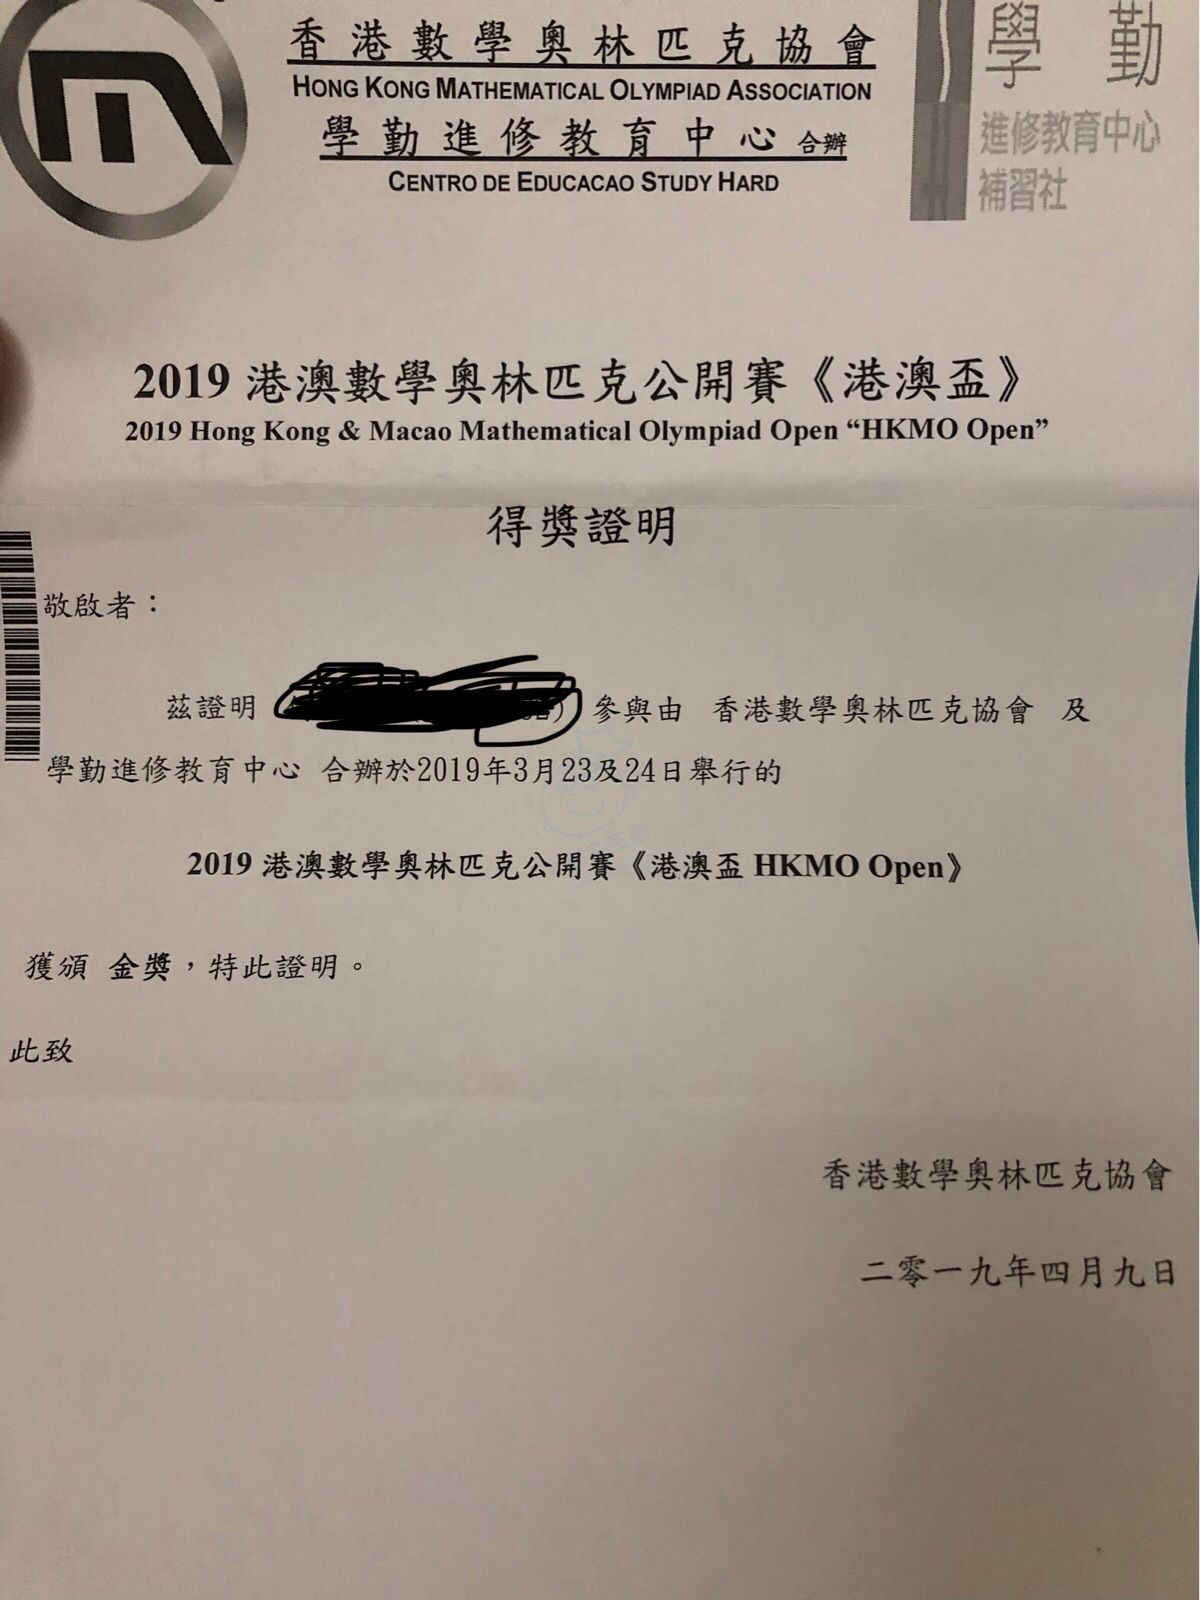 香港數學奧林匹克協會
HONG KONG MATHEMATICAL OLYMPIAD ASSOCIATION
學勤進修教育中心 合辦
CENTRO DE EDUCACAO STUDY HARD
學勤
進修教育中心
補習社
2019 港澳數學奧林匹克公開賽《港澳盃》
2019 Hong Kong & Macao Mathematical Olympiad Open “HKMO Open”
得獎證明
敬啟者：
茲證明 參與由 香港數學奧林匹克協會 及
學勤進修教育中心 合辦於2019年3月23及24日舉行的
2019 港澳數學奧林匹克公開賽《港澳盃 HKMO Open》
獲頒 金獎，特此證明。
此致
香港數學奧林匹克協會
二零一九年四月九日